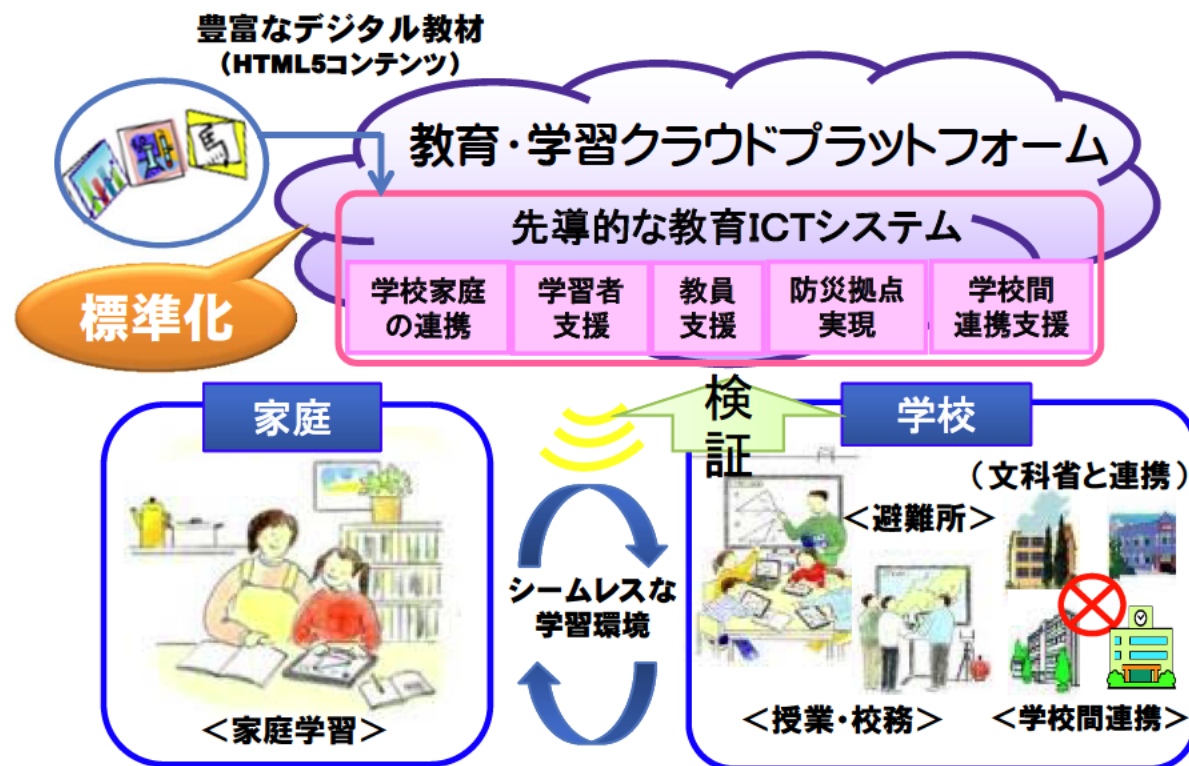 豊富なデジタル教材
（HTML5コンテンツ）
教育・学習クラウドプラットフォーム
先導的な教育ICTシステム
学校家庭
の連携
学習者
支援
教員
支援
防災拠点
実現
学校間
連携支援
標準化
検
証
家庭
学校
（文科省と連携）
＜避難所＞
シームレスな
学習環境
＜家庭学習＞
＜授業・校務＞
＜学校間連携＞